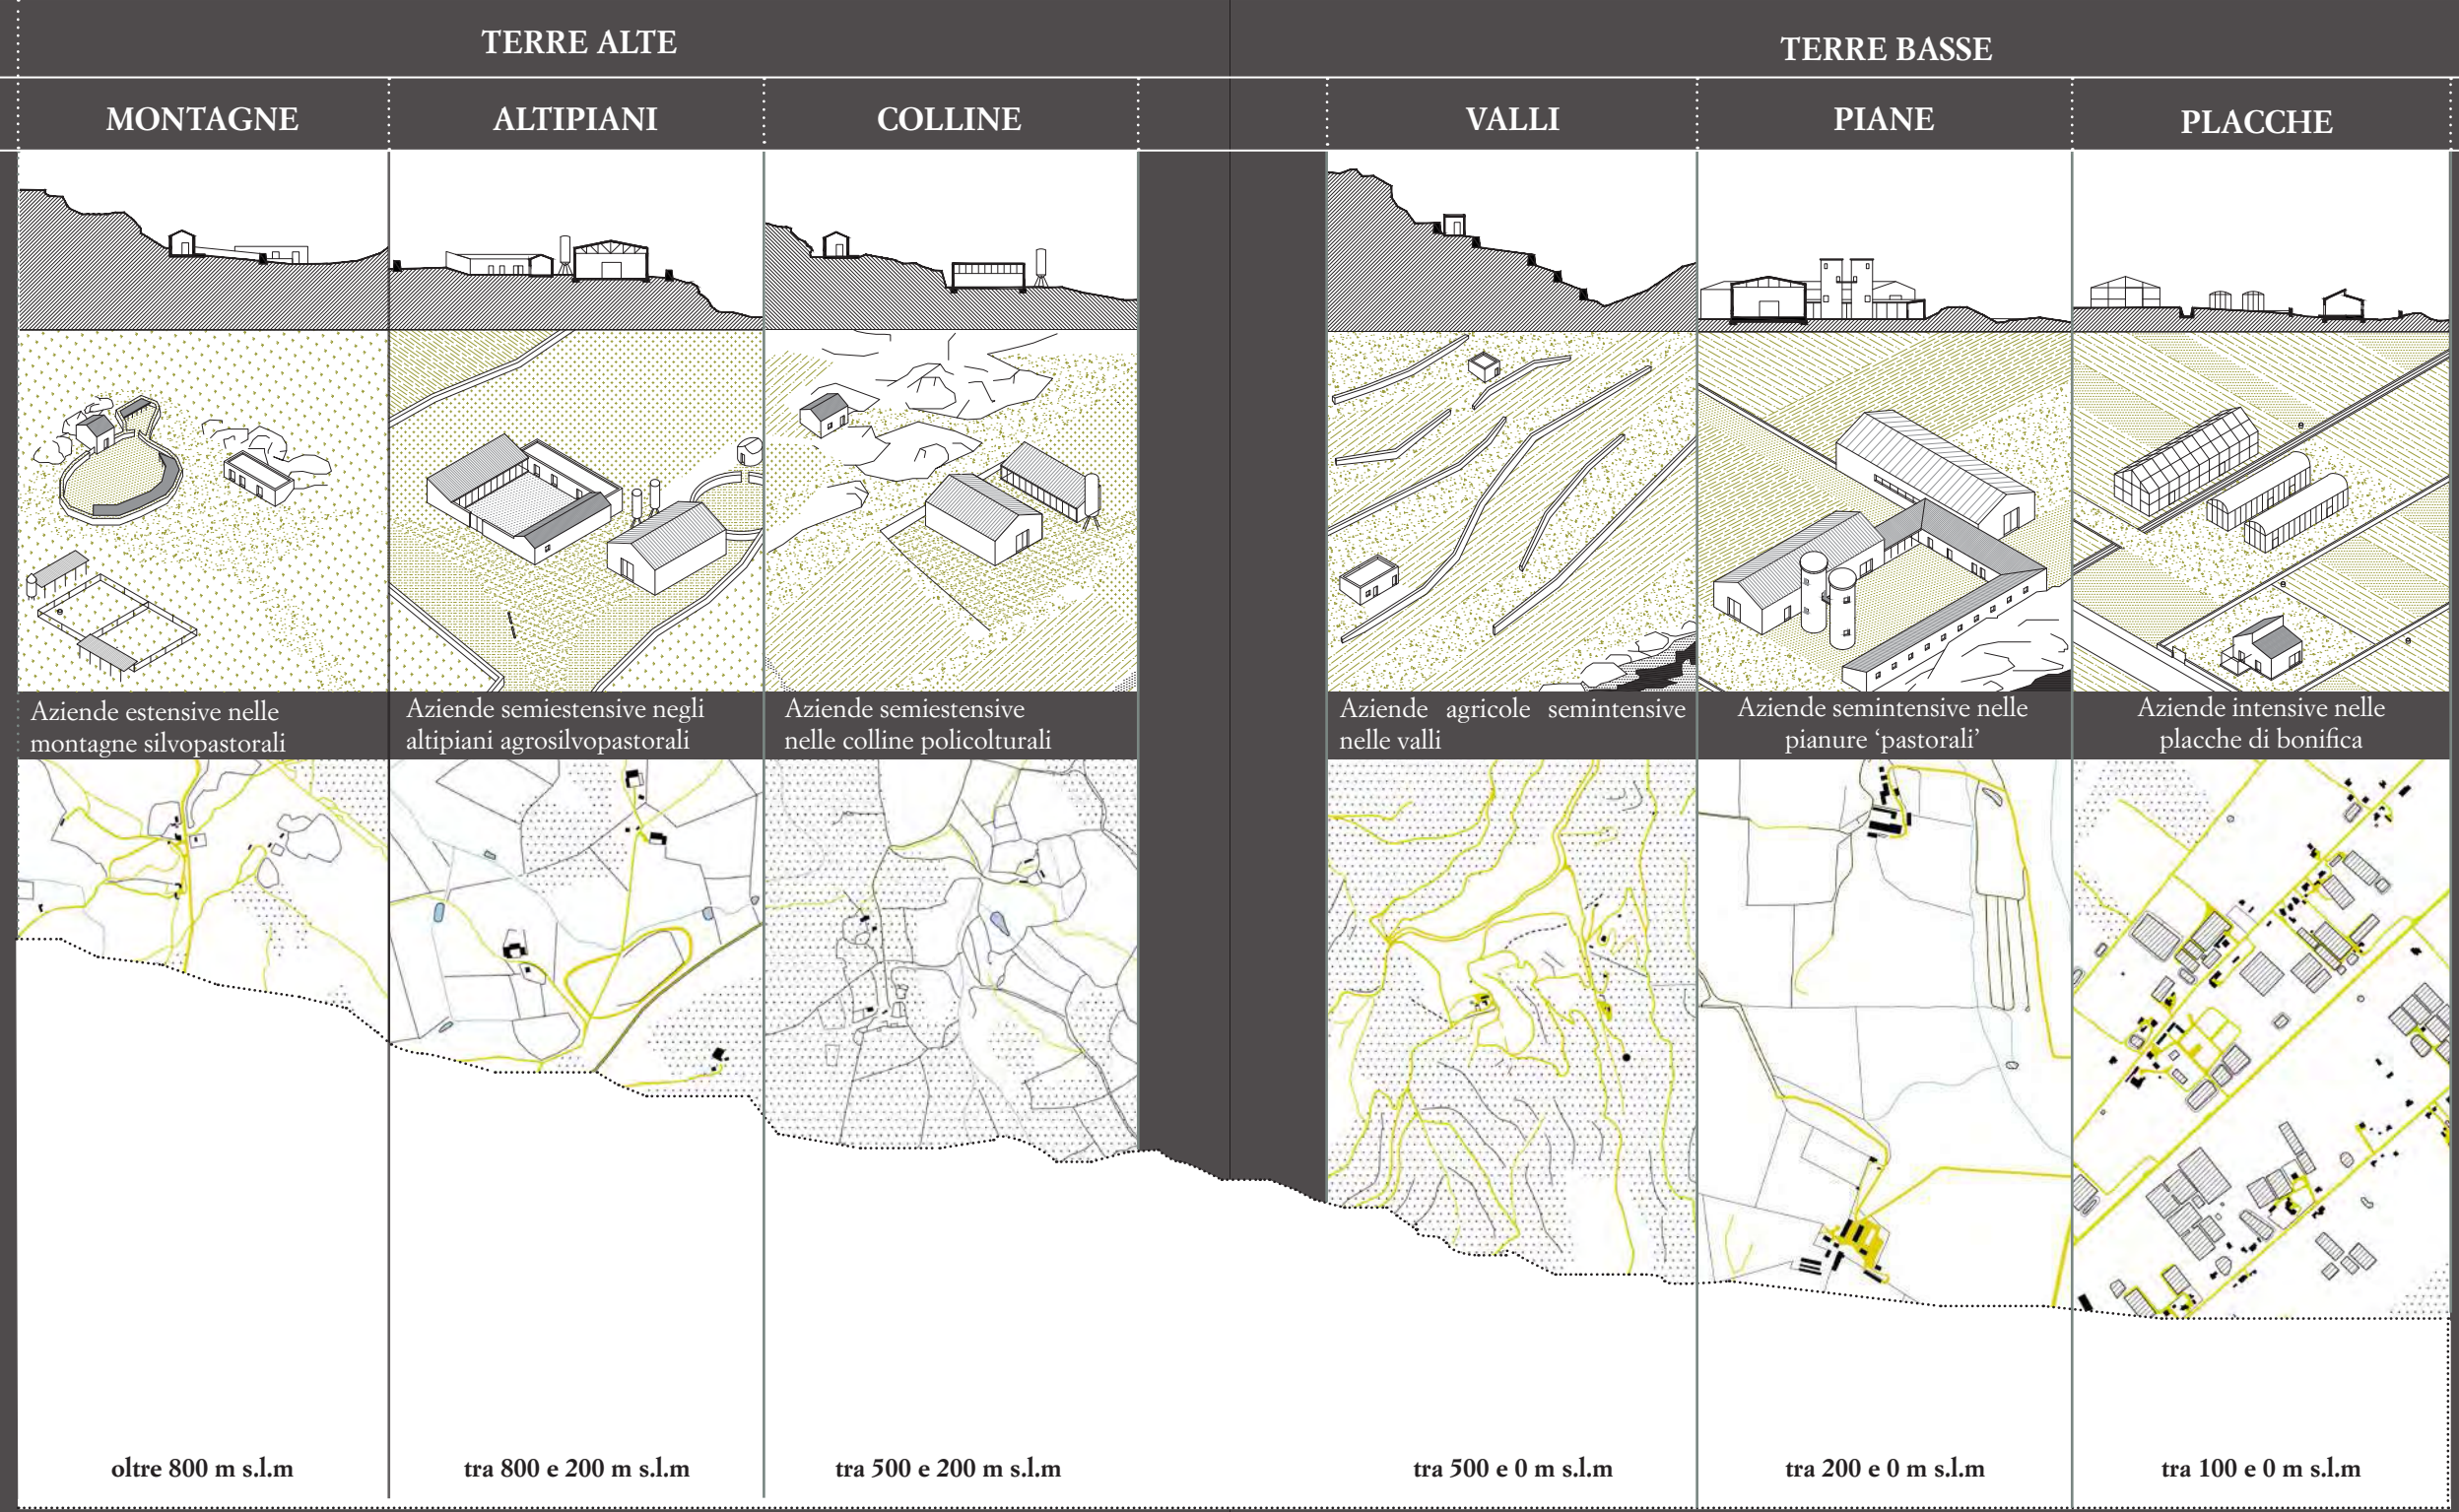 TERRE ALTE
TERRE BASSE
MONTAGNE
ALTIPIANI
COLLINE
VALLI
PIANE
PLACCHE
Aziende estensive nelle
montagne silvopastorali
Aziende semiestensive negli
altipiani agrosilvopastorali
Aziende semiestensive
nelle colline policolturali
Aziende agricole semintensive
nelle valli
Aziende semintensive nelle
pianure ‘pastorali’
Aziende intensive nelle
placche di bonifica
oltre 800 m s.l.m
tra 800 e 200 m s.l.m
tra 500 e 200 m s.l.m
tra 500 e 0 m s.l.m
tra 200 e 0 m s.l.m
tra 100 e 0 m s.l.m